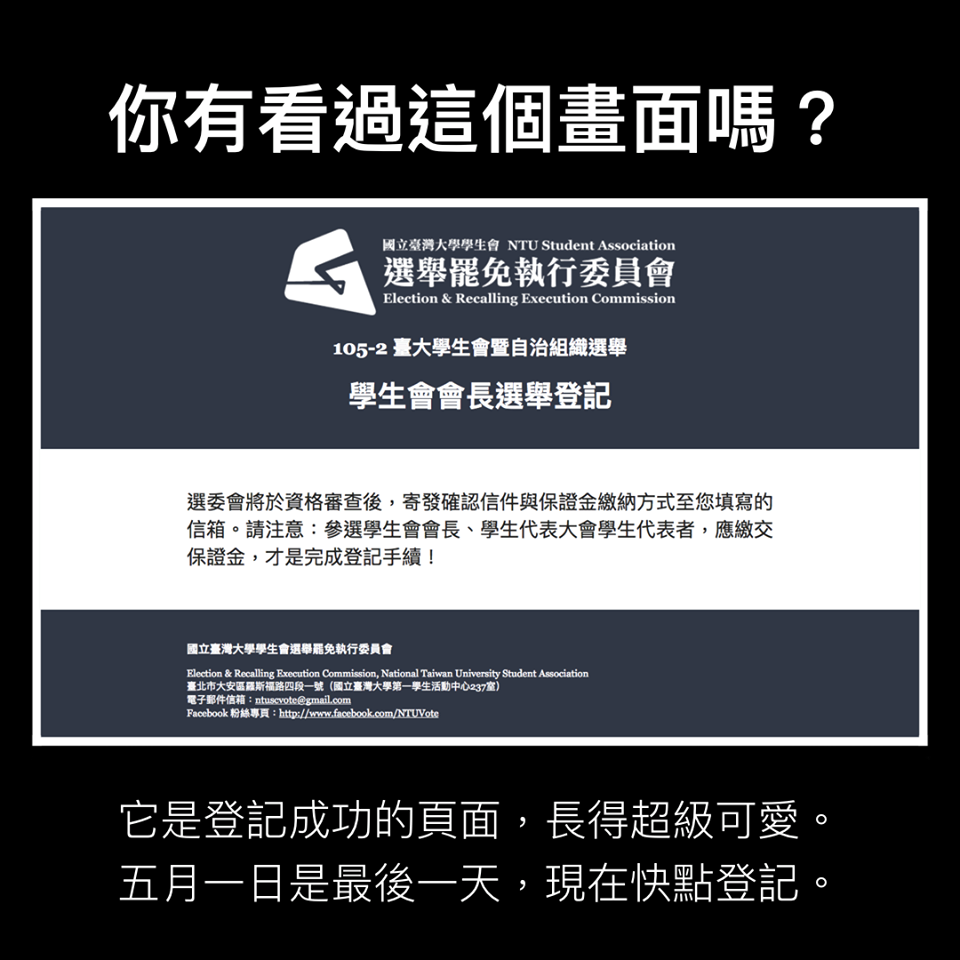 你有看過這個畫面嗎？
國立臺灣大學學生會 NTU Student Association
選舉罷免執行委員會
Election & Recalling Execution Commission
105-2 臺大學生會暨自治組織選舉
學生會會長選舉登記
選委會將於資格審查後，寄發確認信件與保證金繳納方式至您填寫的
信箱。請注意：參選學生會會長、學生代表大會學生代表者，應繳交
保證金，才是完成登記手續！
國立臺灣大學學生會選舉罷免執行委員會
Election & Recalling Execution Commission, National Taiwan University Student Association
臺北市大安區羅斯福路四段一號（國立臺灣大學第一學生活動中心237室）
電子郵件信箱：ntuscvote@gmail.com
Facebook 粉絲專頁：http://www.facebook.com/NTUVote
它是登記成功的頁面，長得超級可愛。
五月一日是最後一天，現在快點登記。